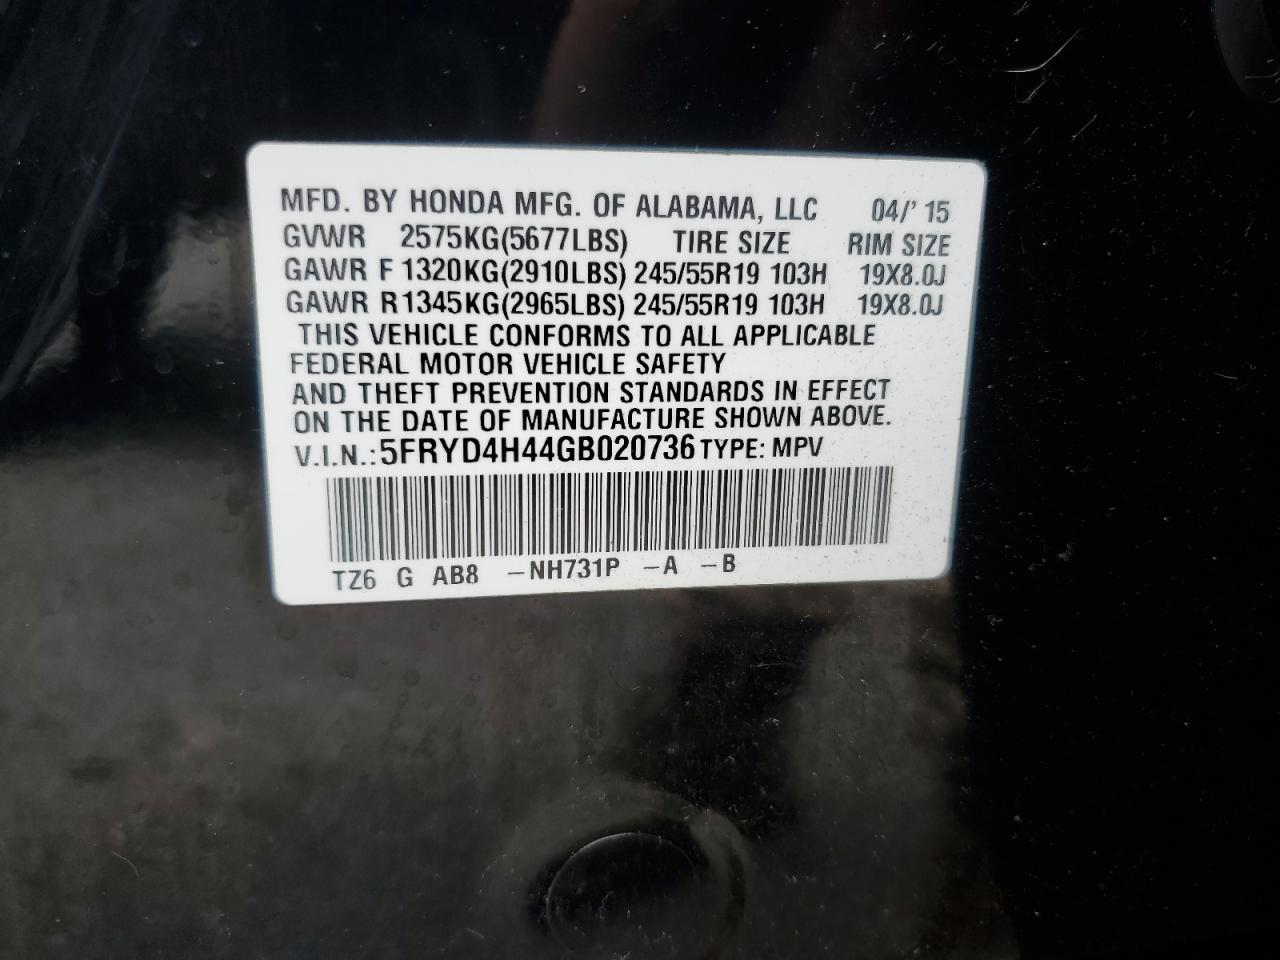 MFD. BY HONDA MFG. OF ALABAMA, LLC 04/' 15
GVWR 2575KG(5677LBS) TIRE SIZE RIM SIZE
GAWR F 1320KG(2910LBS) 245/55R19 103H 19X8.0J
GAWR R 1345KG(2965LBS) 245/55R19 103H 19X8.0J
THIS VEHICLE CONFORMS TO ALL APPLICABLE
FEDERAL MOTOR VEHICLE SAFETY
AND THEFT PREVENTION STANDARDS IN EFFECT
ON THE DATE OF MANUFACTURE SHOWN ABOVE.
V.I.N.: 5FRYD4H44GB020736 TYPE: MPV
TZ6 G AB8 -NH731P -A -B